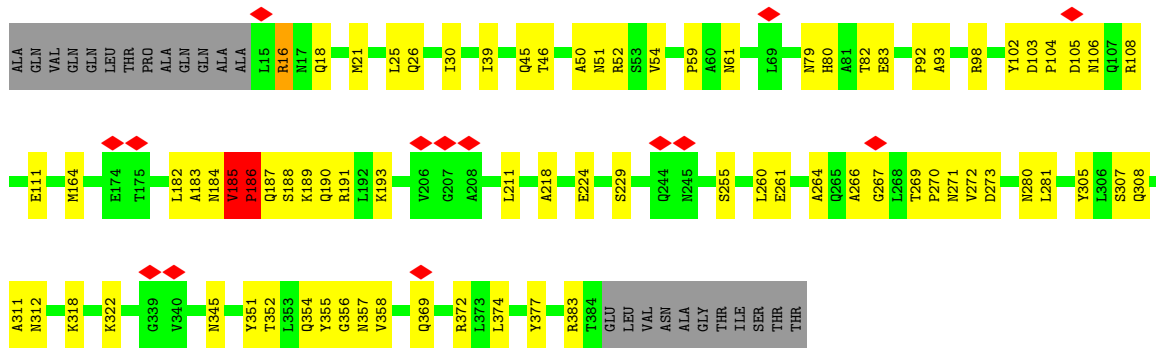 ALA GLN VAL GLN GLN LEU THR PRO ALA GLN GLN ALA ALA L15 R16 N17 Q18 M21 L25 Q26 I30 I39 Q45 T46 A50 N51 R52 S53 V54 P59 A60 N61 L69 N79 H80 A81 T82 E83 P92 A93 R98 Y102 D103 P104 D105 N106 Q107 R108
E111 M164 E174 T175 L182 A183 N184 V185 P186 Q187 S188 K189 Q190 R191 L192 K193 V206 G207 A208 L211 A218 E224 S229 Q244 N245 S255 L260 E261 A264 Q265 A266 G267 L268 T269 P270 N271 V272 D273 N280 L281 Y305 L306 S307 Q308
A311 N312 K318 K322 G339 V340 N345 Y351 T352 L353 Q354 Y355 G356 N357 V358 Q369 R372 L373 L374 Y377 R383 T384 GLU LEU VAL ASN ALA GLY THR ILE SER THR THR